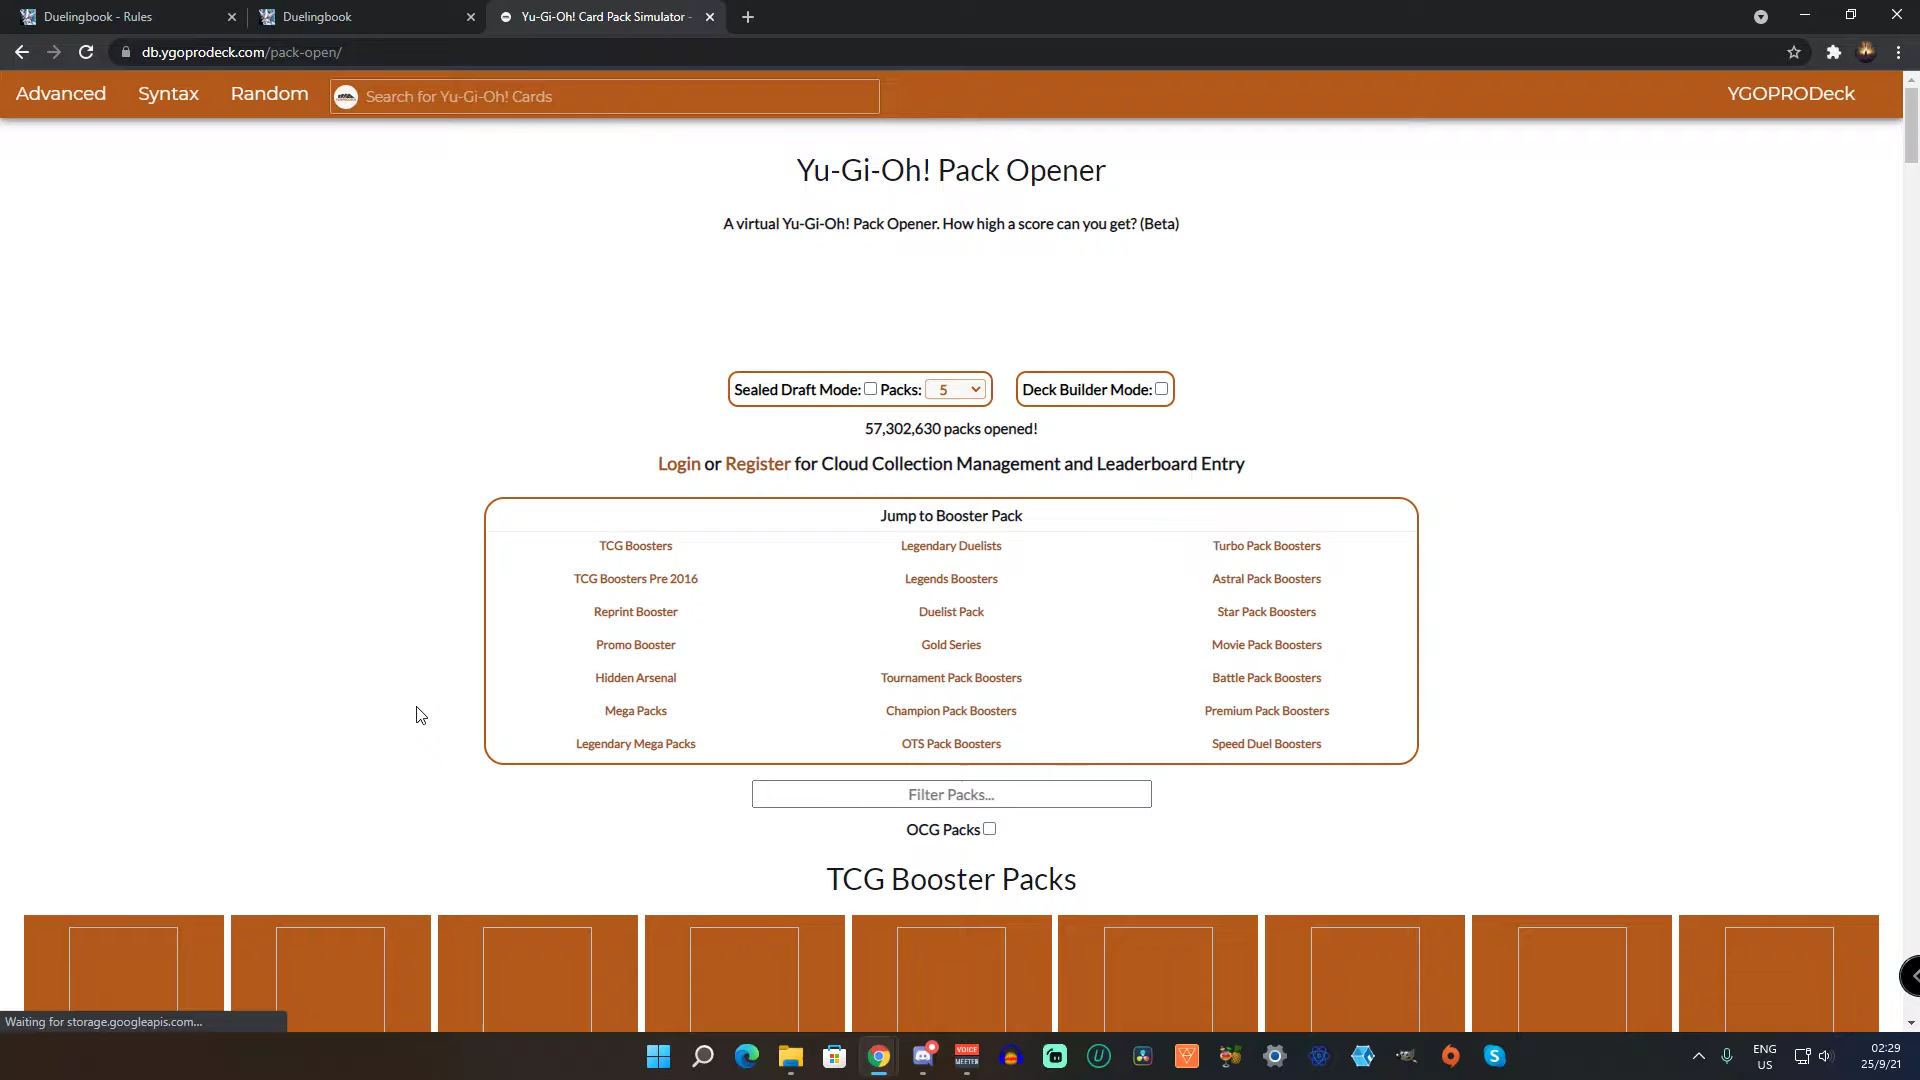 Duelingbook - Rules
Duelingbook
Yu-Gi-Oh! Card Pack Simulator -
db.ygoprodeck.com/pack-open/
Advanced
Syntax
Random
Search for Yu-Gi-Oh! Cards
YGOPRODeck
Yu-Gi-Oh! Pack Opener
A virtual Yu-Gi-Oh! Pack Opener. How high a score can you get? (Beta)
Sealed Draft Mode: Packs: 5
Deck Builder Mode:
57,302,630 packs opened!
Login or Register for Cloud Collection Management and Leaderboard Entry
Jump to Booster Pack
TCG Boosters
Legendary Duelists
Turbo Pack Boosters
TCG Boosters Pre 2016
Legends Boosters
Astral Pack Boosters
Reprint Booster
Duelist Pack
Star Pack Boosters
Promo Booster
Gold Series
Movie Pack Boosters
Hidden Arsenal
Tournament Pack Boosters
Battle Pack Boosters
Mega Packs
Champion Pack Boosters
Premium Pack Boosters
Legendary Mega Packs
OTS Pack Boosters
Speed Duel Boosters
Filter Packs...
OCG Packs
TCG Booster Packs
Waiting for storage.googleapis.com...
VOICE
MEETER
ENG
US
02:29
25/9/21